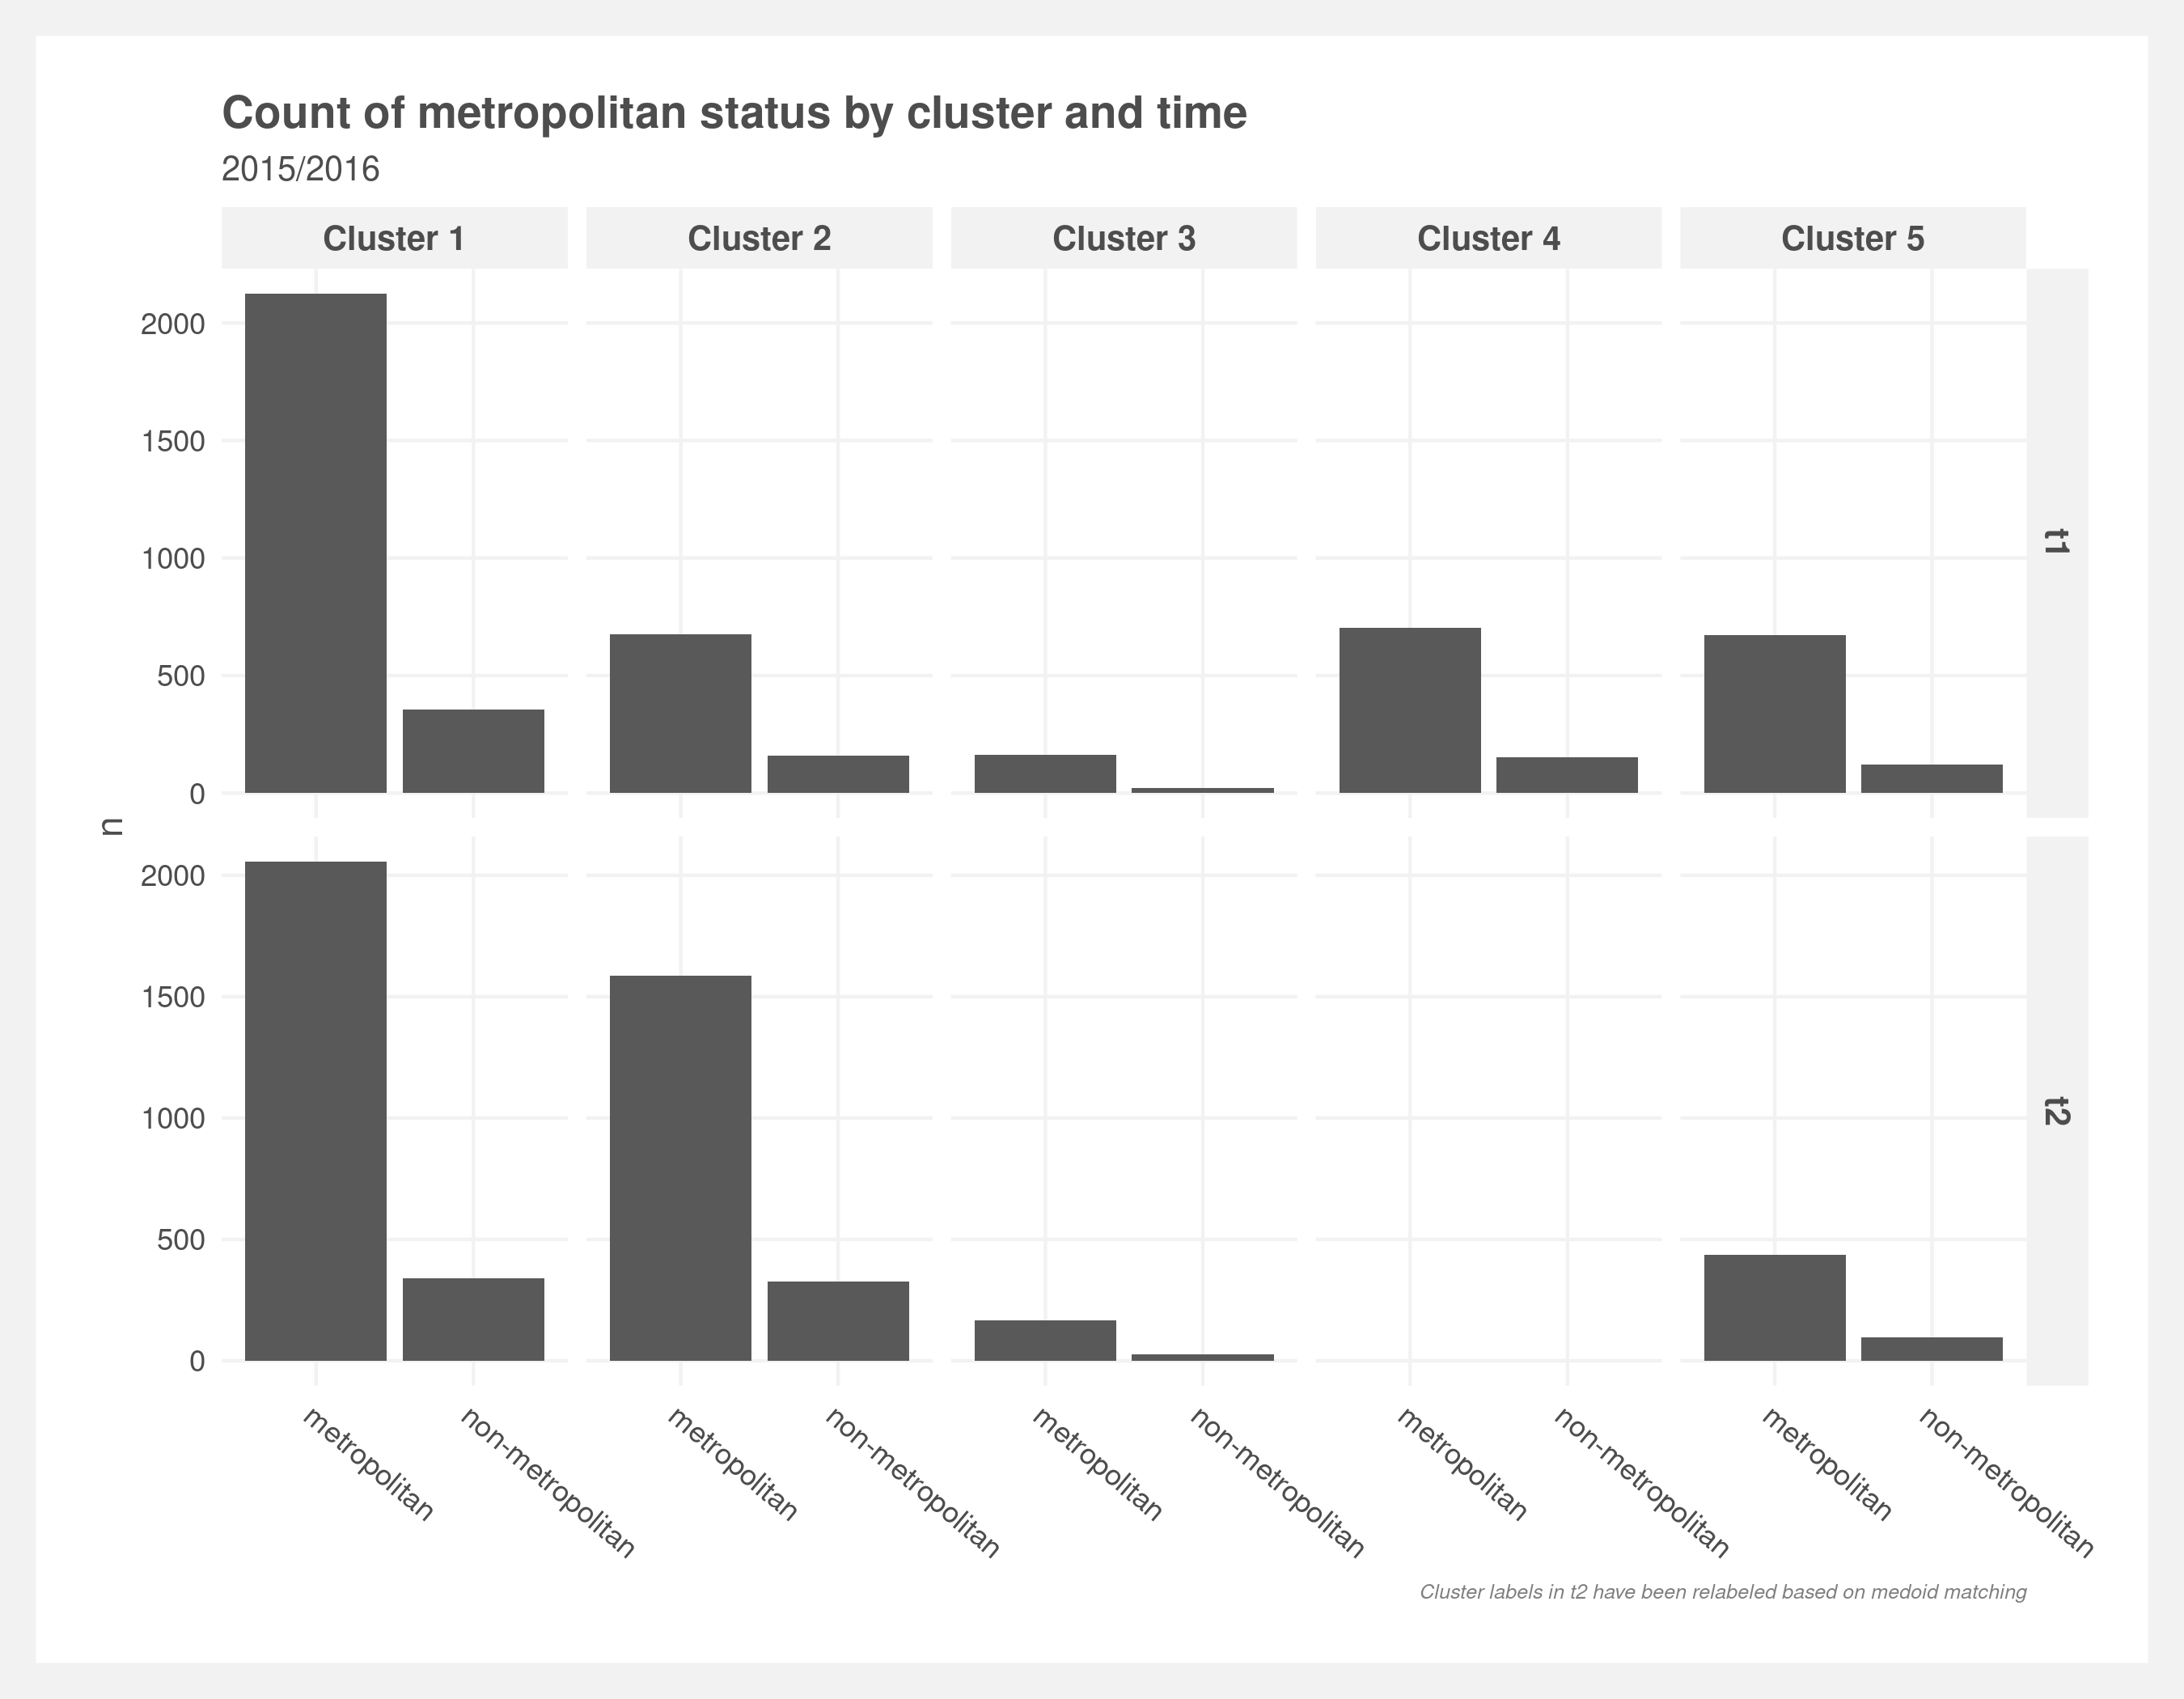 Count of metropolitan status by cluster and time
2015/2016
Cluster 1
Cluster 2
Cluster 3
Cluster 4
Cluster 5
2000
1500
1000
500
0
t1
n
2000
1500
1000
500
0
t2
metropolitan
non-metropolitan
metropolitan
non-metropolitan
metropolitan
non-metropolitan
metropolitan
non-metropolitan
metropolitan
non-metropolitan
Cluster labels in t2 have been relabeled based on medoid matching